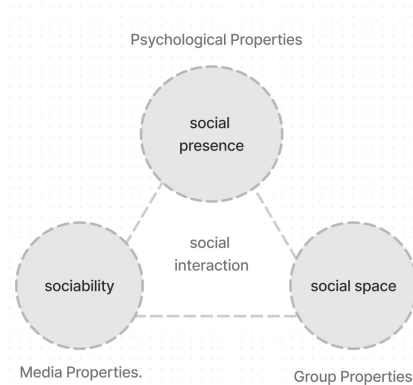 Psychological Properties
social
presence
social
interaction
sociability
social space
Media Properties.
Group Properties